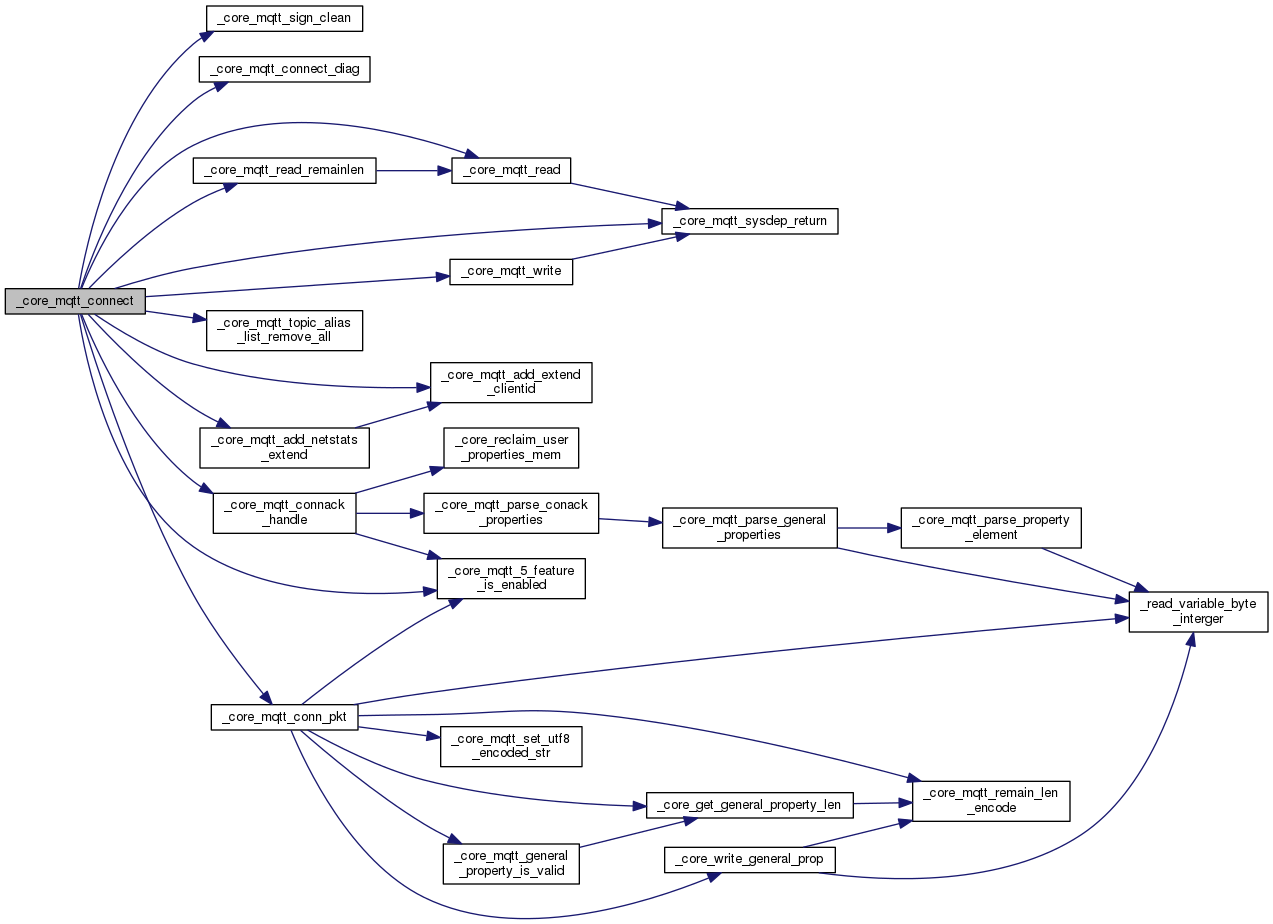 _core_mqtt_sign_clean
_core_mqtt_connect_diag
_core_mqtt_read_remainlen
_core_mqtt_read
_core_mqtt_sysdep_return
_core_mqtt_write
_core_mqtt_connect
_core_mqtt_topic_alias
_list_remove_all
_core_mqtt_add_extend
_clientid
_core_mqtt_add_netstats
_extend
_core_reclaim_user
_properties_mem
_core_mqtt_connack
_handle
_core_mqtt_parse_conack
_properties
_core_mqtt_parse_general
_properties
_core_mqtt_parse_property
_element
_core_mqtt_5_feature
_is_enabled
_read_variable_byte
_interger
_core_mqtt_conn_pkt
_core_mqtt_set_utf8
_encoded_str
_core_mqtt_remain_len
_encode
_core_get_general_property_len
_core_mqtt_general
_property_is_valid
_core_write_general_prop